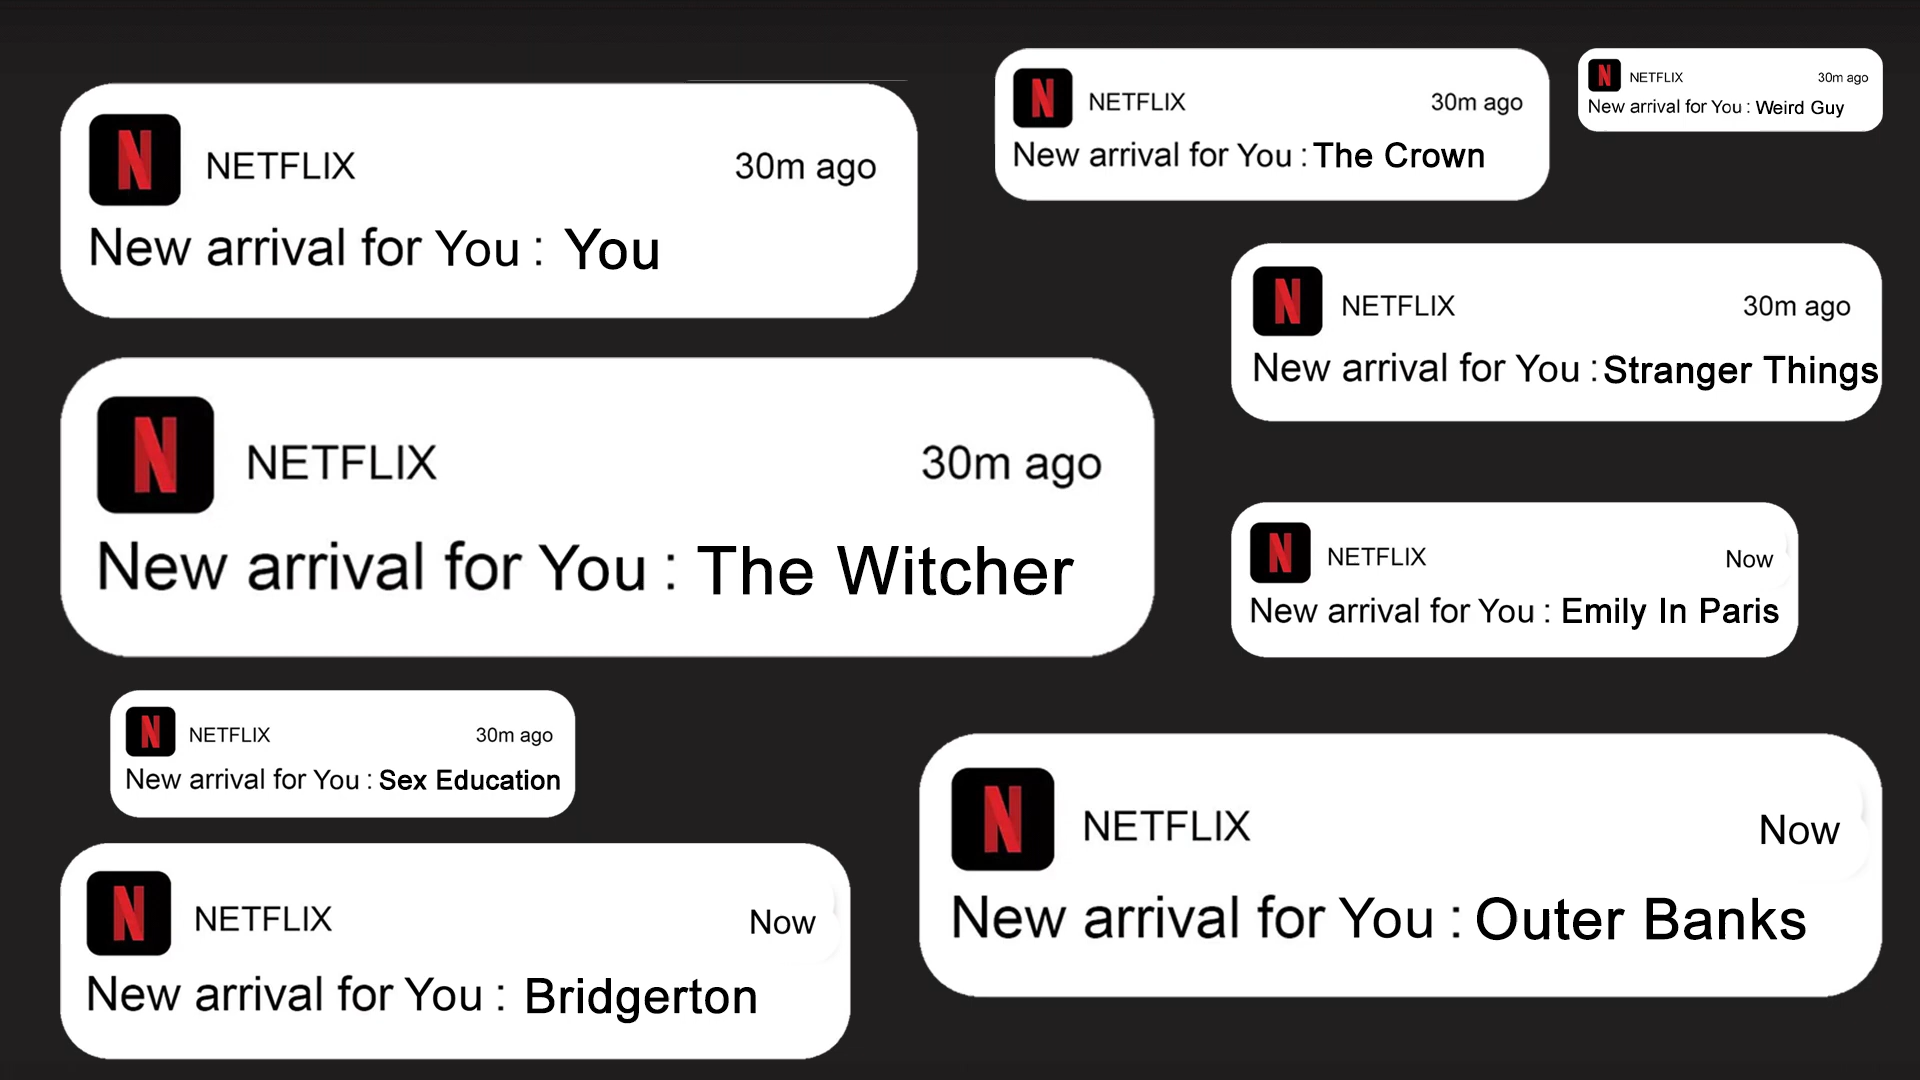 NETFLIX 30m ago
New arrival for You : You
NETFLIX 30m ago
New arrival for You : The Crown
NETFLIX 30m ago
New arrival for You : Weird Guy
NETFLIX 30m ago
New arrival for You : Stranger Things
NETFLIX 30m ago
New arrival for You : The Witcher
NETFLIX Now
New arrival for You : Emily In Paris
NETFLIX 30m ago
New arrival for You : Sex Education
NETFLIX Now
New arrival for You : Outer Banks
NETFLIX Now
New arrival for You : Bridgerton